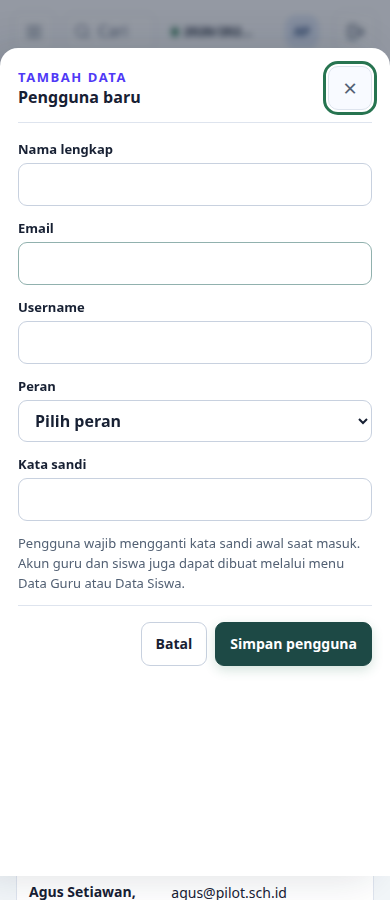 Cari
TAMBAH DATA
Pengguna baru
Nama lengkap
Email
Username
Peran
Pilih peran
Kata sandi
Pengguna wajib mengganti kata sandi awal saat masuk.
Akun guru dan siswa juga dapat dibuat melalui menu
Data Guru atau Data Siswa.
Batal
Simpan pengguna
Agus Setiawan,
agus@pilot.sch.id